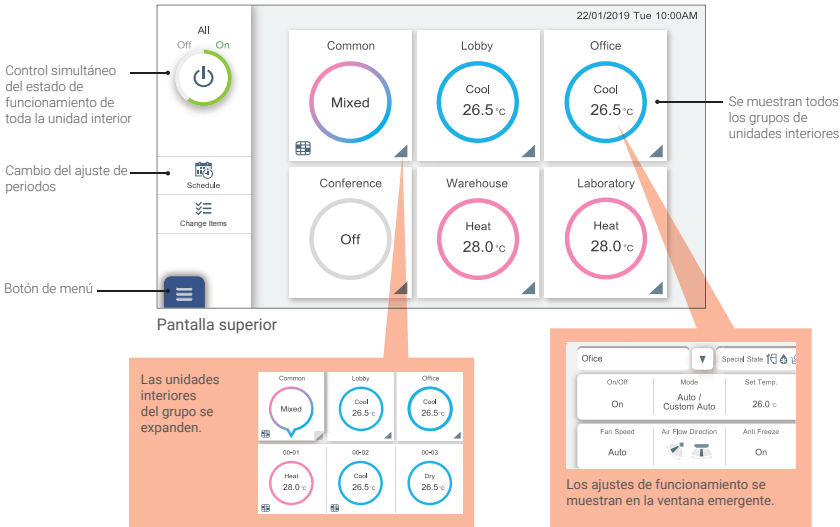 22/01/2019 Tue 10:00AM
All
Off On
Control simultáneo
del estado de
funcionamiento de
toda la unidad interior
Cambio del ajuste de
periodos
Schedule
Change Items
Botón de menú
Common
Mixed
Lobby
Cool
26.5 °C
Office
Cool
26.5 °C
Se muestran todos
los grupos de
unidades interiores
Conference
Off
Warehouse
Heat
28.0 °C
Laboratory
Heat
28.0 °C
Pantalla superior
Las unidades
interiores
del grupo se
expanden.
Common
Mixed
Lobby
Cool
26.5 °C
Office
Cool
26.5 °C
00-01
Heat
28.0 °C
00-02
Cool
26.5 °C
00-03
Dry
26.5 °C
Ofice
Special State
On/Off
On
Mode
Auto /
Custom Auto
Set Temp.
26.0 °C
Fan Speed
Auto
Air Flow Direction
Anti Freeze
On
Los ajustes de funcionamiento se
muestran en la ventana emergente.